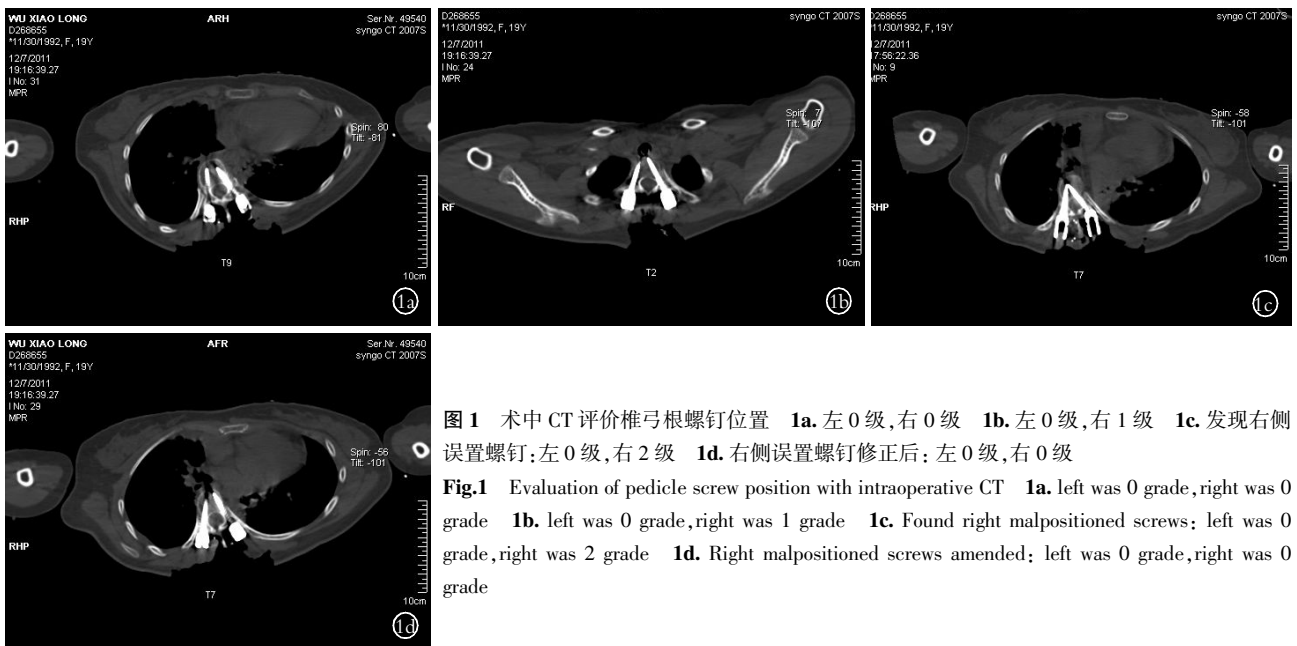 WU XIAO LONG
D268655
*11/30/1992, F, 19Y
12/7/2011
19:16:39.27
I No: 31
MPR
ARH
Ser.Nr. 49540
syngo CT 2007S
Spin: 80
Tilt: -81
RHP
T9
10cm
1a
D268655
*11/30/1992, F, 19Y
12/7/2011
19:16:39.27
I No: 24
MPR
syngo CT 2007S
Spin: 7
Tilt: -107
RF
T2
10cm
1b
D268655
*11/30/1992, F, 19Y
12/7/2011
17:56:22.36
I No: 9
MPR
syngo CT 2007S
Spin: -58
Tilt: -101
RHP
T7
10cm
1c
WU XIAO LONG
D268655
*11/30/1992, F, 19Y
12/7/2011
19:16:39.27
I No: 29
MPR
AFR
Ser.Nr. 49540
syngo CT 2007S
Spin: -56
Tilt: -101
RHP
T7
10cm
1d
图 1 术中 CT 评价椎弓根螺钉位置 1a. 左 0 级,右 0 级 1b. 左 0 级,右 1 级 1c. 发现右侧
误置螺钉:左 0 级,右 2 级 1d. 右侧误置螺钉修正后: 左 0 级,右 0 级
Fig.1 Evaluation of pedicle screw position with intraoperative CT 1a. left was 0 grade,right was 0
grade 1b. left was 0 grade,right was 1 grade 1c. Found right malpositioned screws: left was 0
grade,right was 2 grade 1d. Right malpositioned screws amended: left was 0 grade,right was 0
grade